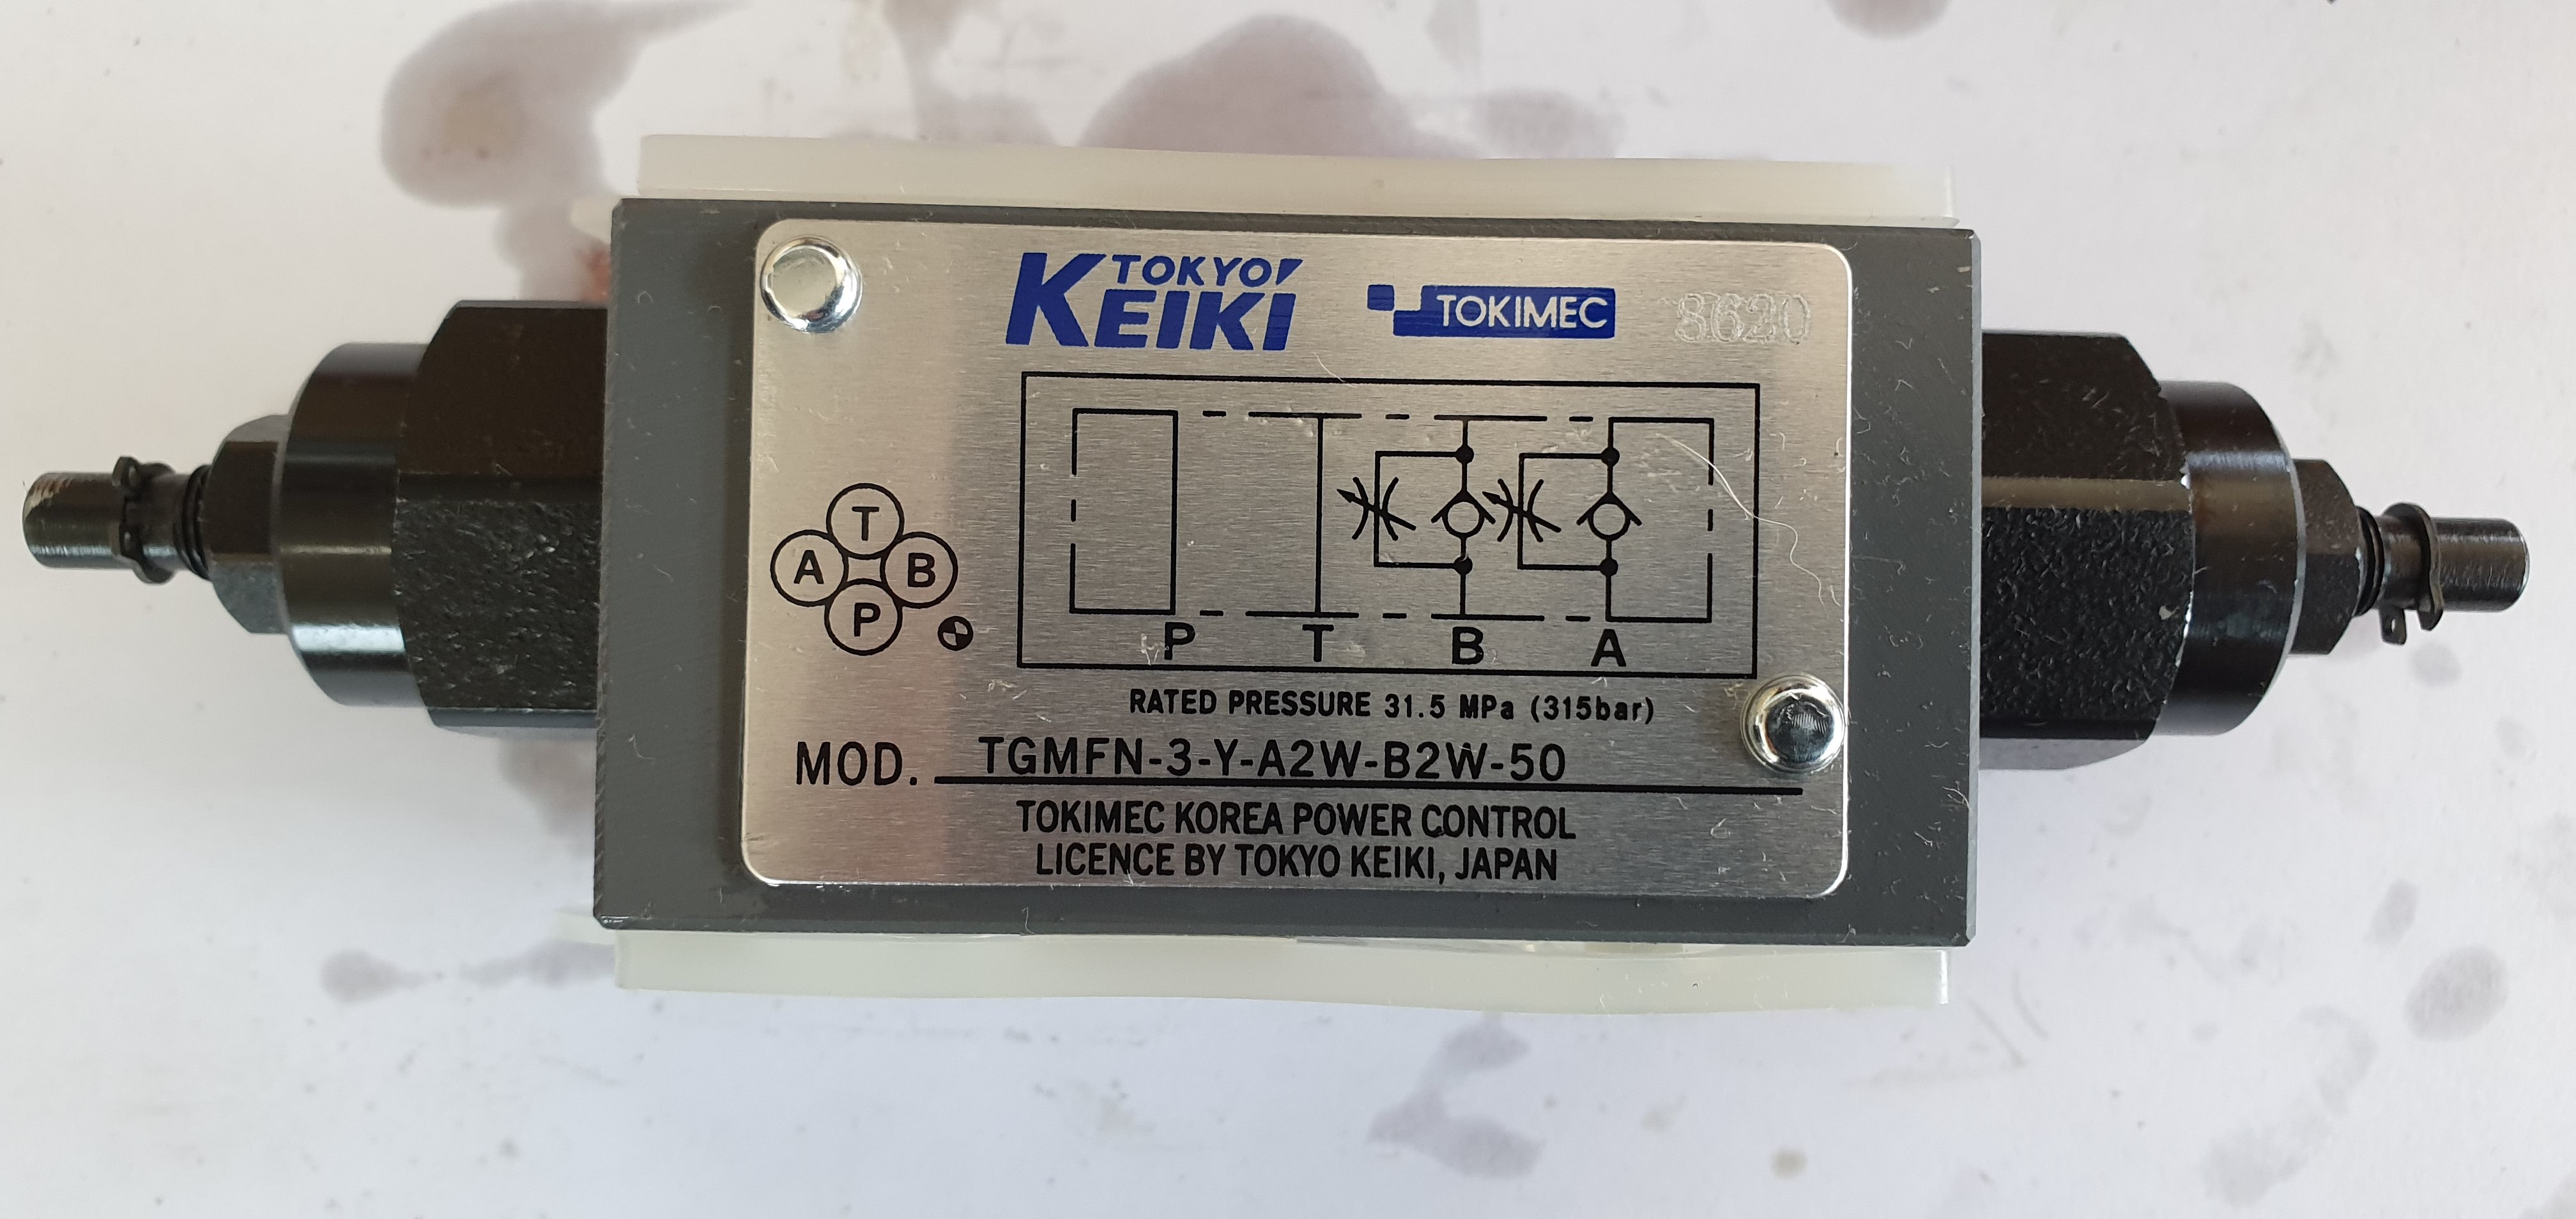 TOKYO
KEIKI
TOKIMEC
8620
T
A B
P
P T B A
RATED PRESSURE 31.5 MPa (315bar)
MOD. TGMFN-3-Y-A2W-B2W-50
TOKIMEC KOREA POWER CONTROL
LICENCE BY TOKYO KEIKI, JAPAN